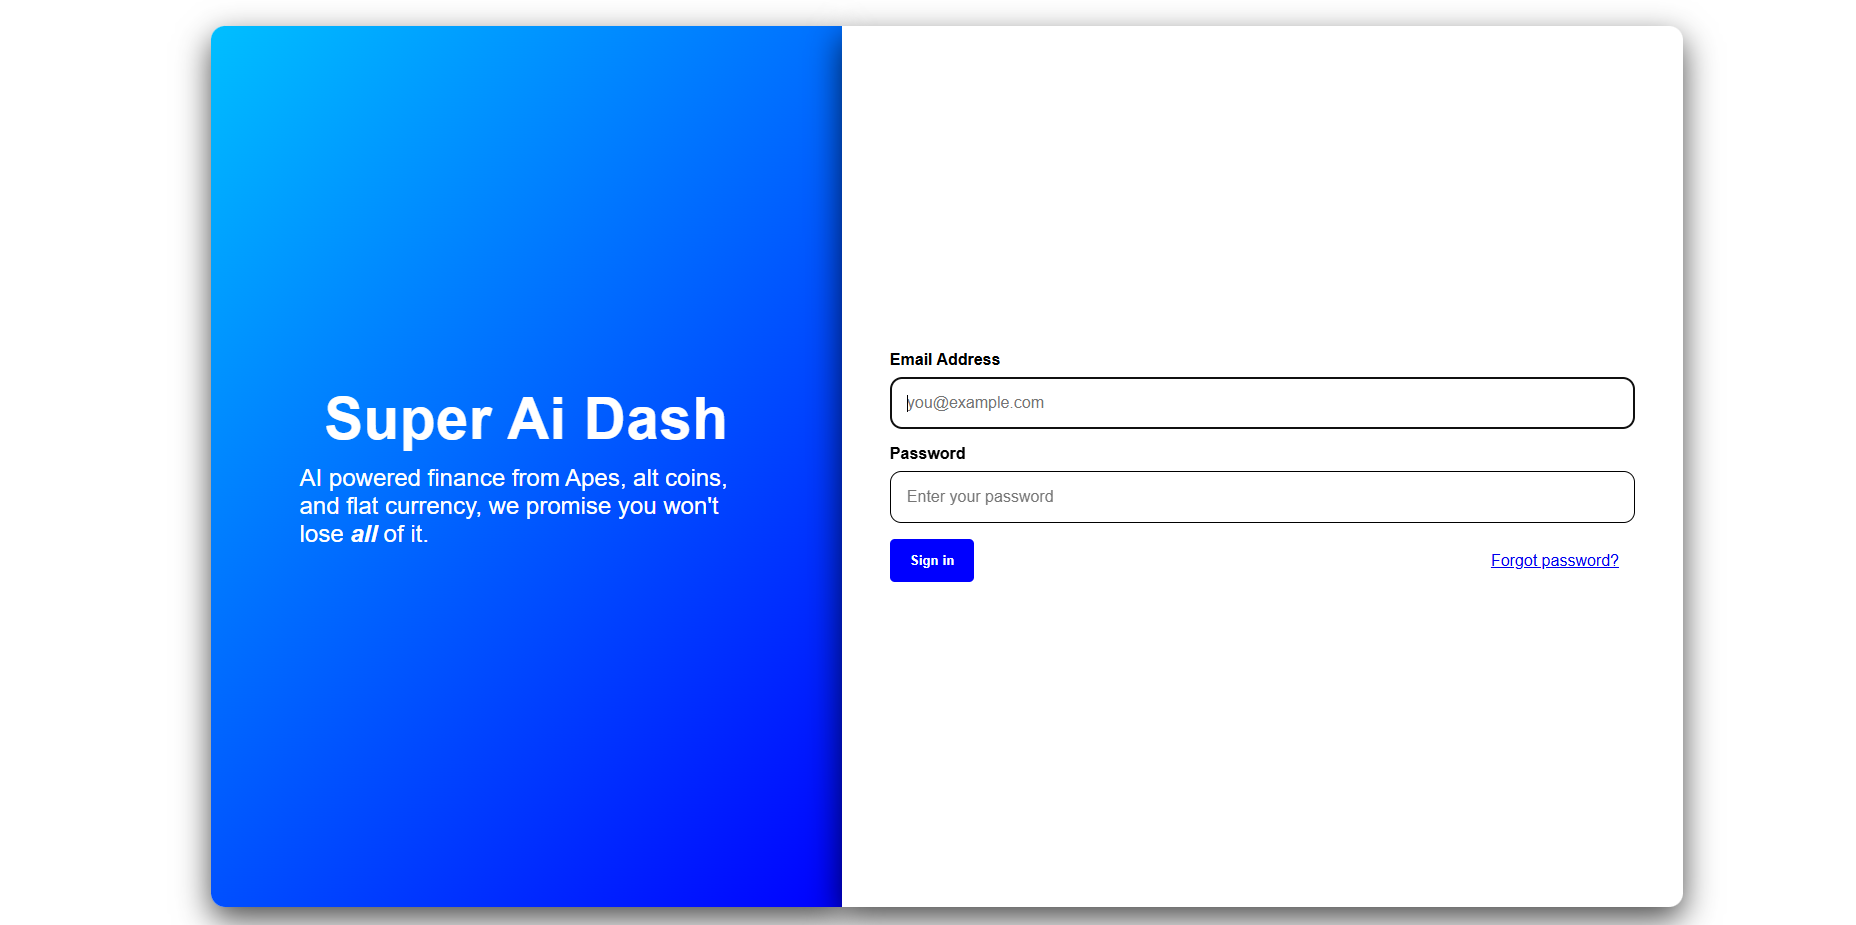 Super Ai Dash
AI powered finance from Apes, alt coins,
and flat currency, we promise you won't
lose all of it.
Email Address
you@example.com
Password
Enter your password
Sign in
Forgot password?